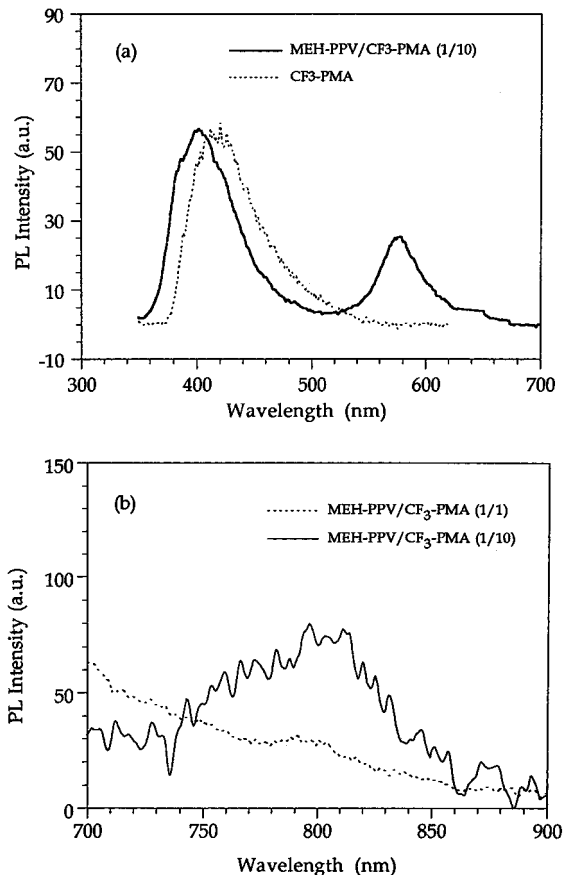 90
70
50
30
10
-10
PL Intensity (a.u.)
(a)
MEH-PPV/CF3-PMA (1/10)
CF3-PMA
300
400
500
600
700
Wavelength (nm)
150
100
50
0
PL Intensity (a.u.)
(b)
MEH-PPV/CF₃-PMA (1/1)
MEH-PPV/CF₃-PMA (1/10)
700
750
800
850
900
Wavelength (nm)